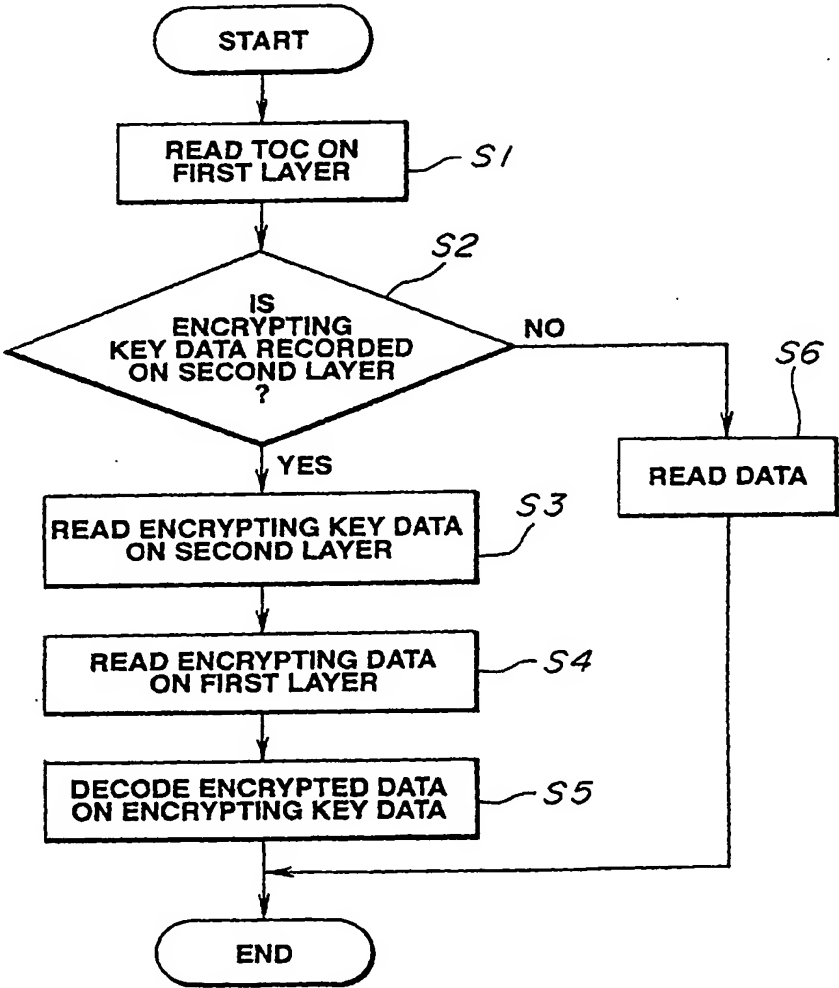 START
READ TOC ON
FIRST LAYER
S1
S2
IS
ENCRYPTING
KEY DATA RECORDED
ON SECOND LAYER
?
NO
S6
READ DATA
YES
READ ENCRYPTING KEY DATA
ON SECOND LAYER
S3
READ ENCRYPTING DATA
ON FIRST LAYER
S4
DECODE ENCRYPTED DATA
ON ENCRYPTING KEY DATA
S5
END